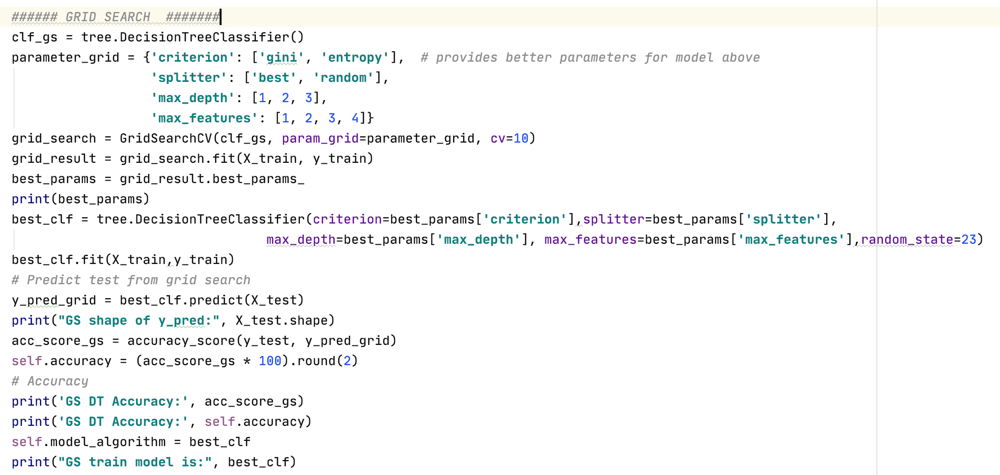 ###### GRID SEARCH  #######
clf_gs = tree.DecisionTreeClassifier()
parameter_grid = {'criterion': ['gini', 'entropy'],  # provides better parameters for model above
                  'splitter': ['best', 'random'],
                  'max_depth': [1, 2, 3],
                  'max_features': [1, 2, 3, 4]}
grid_search = GridSearchCV(clf_gs, param_grid=parameter_grid, cv=10)
grid_result = grid_search.fit(X_train, y_train)
best_params = grid_result.best_params_
print(best_params)
best_clf = tree.DecisionTreeClassifier(criterion=best_params['criterion'],splitter=best_params['splitter'],
                                 max_depth=best_params['max_depth'], max_features=best_params['max_features'],random_state=23)
best_clf.fit(X_train,y_train)
# Predict test from grid search
y_pred_grid = best_clf.predict(X_test)
print("GS shape of y_pred:", X_test.shape)
acc_score_gs = accuracy_score(y_test, y_pred_grid)
self.accuracy = (acc_score_gs * 100).round(2)
# Accuracy
print('GS DT Accuracy:', acc_score_gs)
print('GS DT Accuracy:', self.accuracy)
self.model_algorithm = best_clf
print("GS train model is:", best_clf)